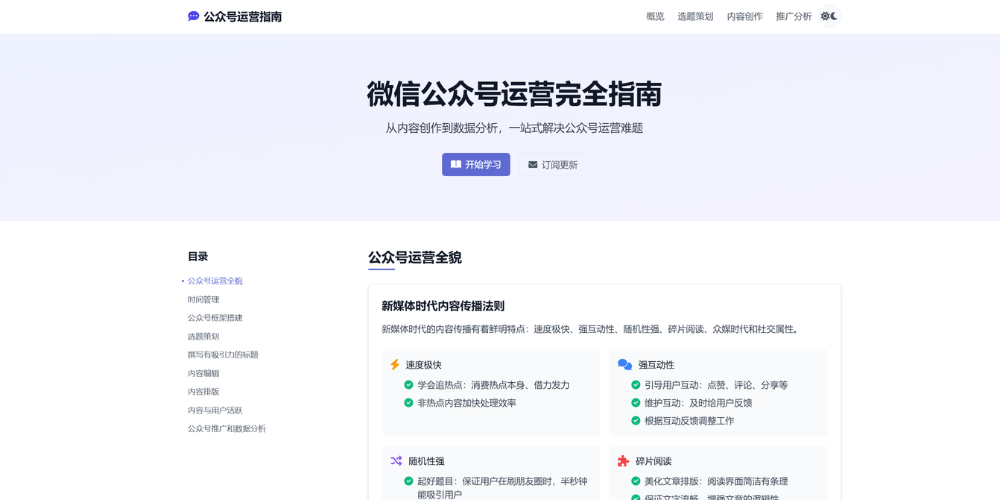 公众号运营指南
概览
选题策划
内容创作
推广分析
微信公众号运营完全指南
从内容创作到数据分析，一站式解决公众号运营难题
开始学习
订阅更新
目录
公众号运营全貌
时间管理
公众号框架搭建
选题策划
撰写有吸引力的标题
内容编辑
内容排版
内容与用户活跃
公众号推广和数据分析
公众号运营全貌
新媒体时代内容传播法则
新媒体时代的内容传播有着鲜明特点：速度极快、强互动性、随机性强、碎片阅读、众媒时代和社交属性。
速度极快
学会追热点：消费热点本身、借力发力
非热点内容加快处理效率
强互动性
引导用户互动：点赞、评论、分享等
维护互动：及时给用户反馈
根据互动反馈调整工作
随机性强
起好题目：保证用户在刷朋友圈时，半秒钟
能吸引用户
碎片阅读
美化文章排版：阅读界面简洁有条理
保证文字流畅，增强文章的逻辑性